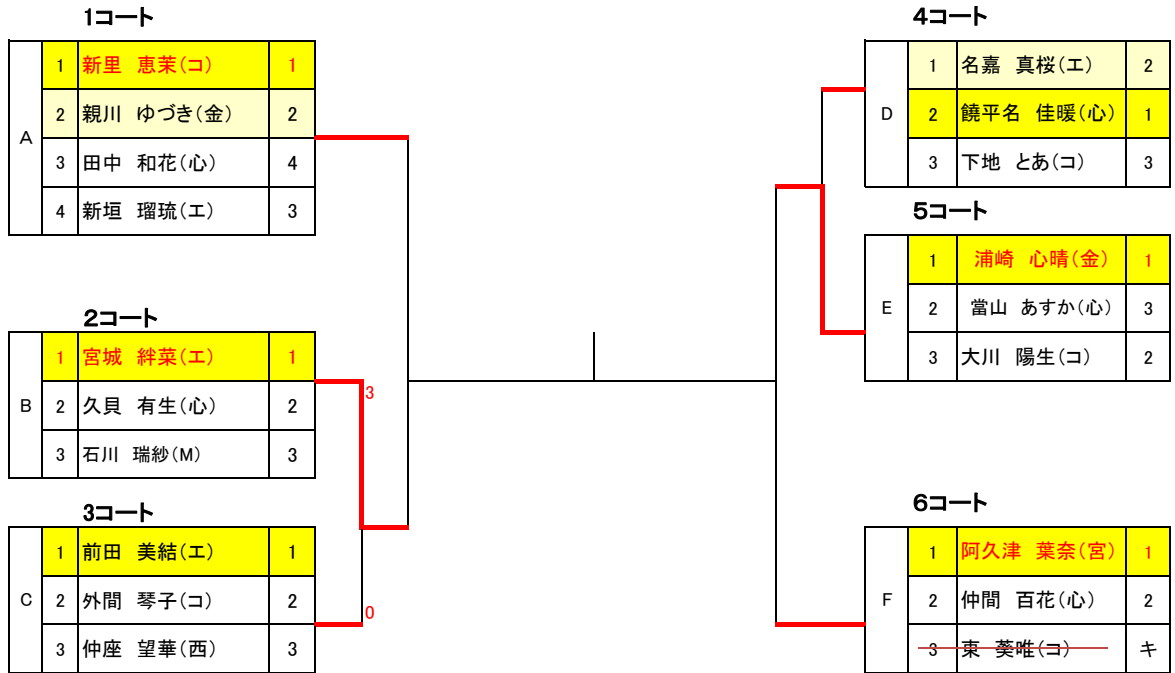 1コート
A
1 新里 恵茉(コ) 1
2 親川 ゆづき(金) 2
3 田中 和花(心) 4
4 新垣 瑠琉(エ) 3
2コート
B
1 宮城 絆菜(エ) 1
2 久貝 有生(心) 2
3 石川 瑞紗(M) 3
3
3コート
C
1 前田 美結(エ) 1
2 外間 琴子(コ) 2
3 仲座 望華(西) 3
0
4コート
D
1 名嘉 真桜(エ) 2
2 饒平名 佳暖(心) 1
3 下地 とあ(コ) 3
5コート
E
1 浦崎 心晴(金) 1
2 當山 あすか(心) 3
3 大川 陽生(コ) 2
6コート
F
1 阿久津 葉奈(宮) 1
2 仲間 百花(心) 2
3 東 葵唯(コ) キ